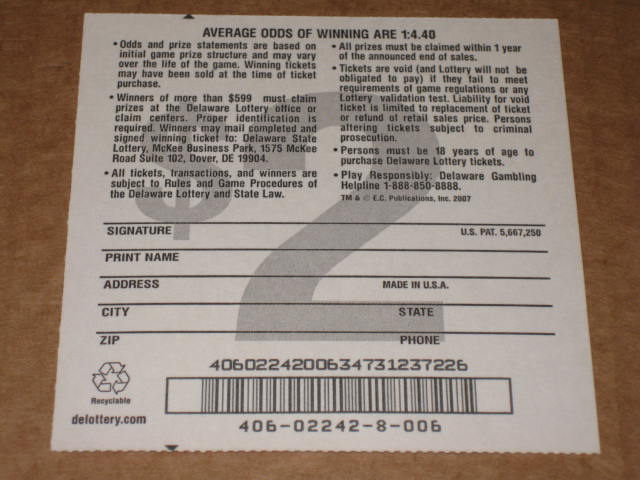 AVERAGE ODDS OF WINNING ARE 1:4.40
• Odds and prize statements are based on
initial game prize structure and may vary
over the life of the game. Winning tickets
may have been sold at the time of ticket
purchase.
• Winners of more than $599 must claim
prizes at the Delaware Lottery office or
claim centers. Proper identification is
required. Winners may mail completed and
signed winning ticket to: Delaware State
Lottery, McKee Business Park, 1575 McKee
Road Suite 102, Dover, DE 19904.
• All tickets, transactions, and winners are
subject to Rules and Game Procedures of
the Delaware Lottery and State Law.
• All prizes must be claimed within 1 year
of the announced end of sales.
• Tickets are void (and Lottery will not be
obligated to pay) if they fail to meet
requirements of game regulations or any
Lottery validation test. Liability for void
ticket is limited to replacement of ticket
or refund of retail sales price. Persons
altering tickets subject to criminal
prosecution.
• Persons must be 18 years of age to
purchase Delaware Lottery tickets.
• Play Responsibly: Delaware Gambling
Helpline 1-888-850-8888.
TM & © E.C. Publications, Inc. 2007
$2
SIGNATURE U.S. PAT. 5,667,250
PRINT NAME
ADDRESS MADE IN U.S.A.
CITY STATE
ZIP PHONE
4060224200634731237226
Recyclable
delottery.com
406-02242-8-006